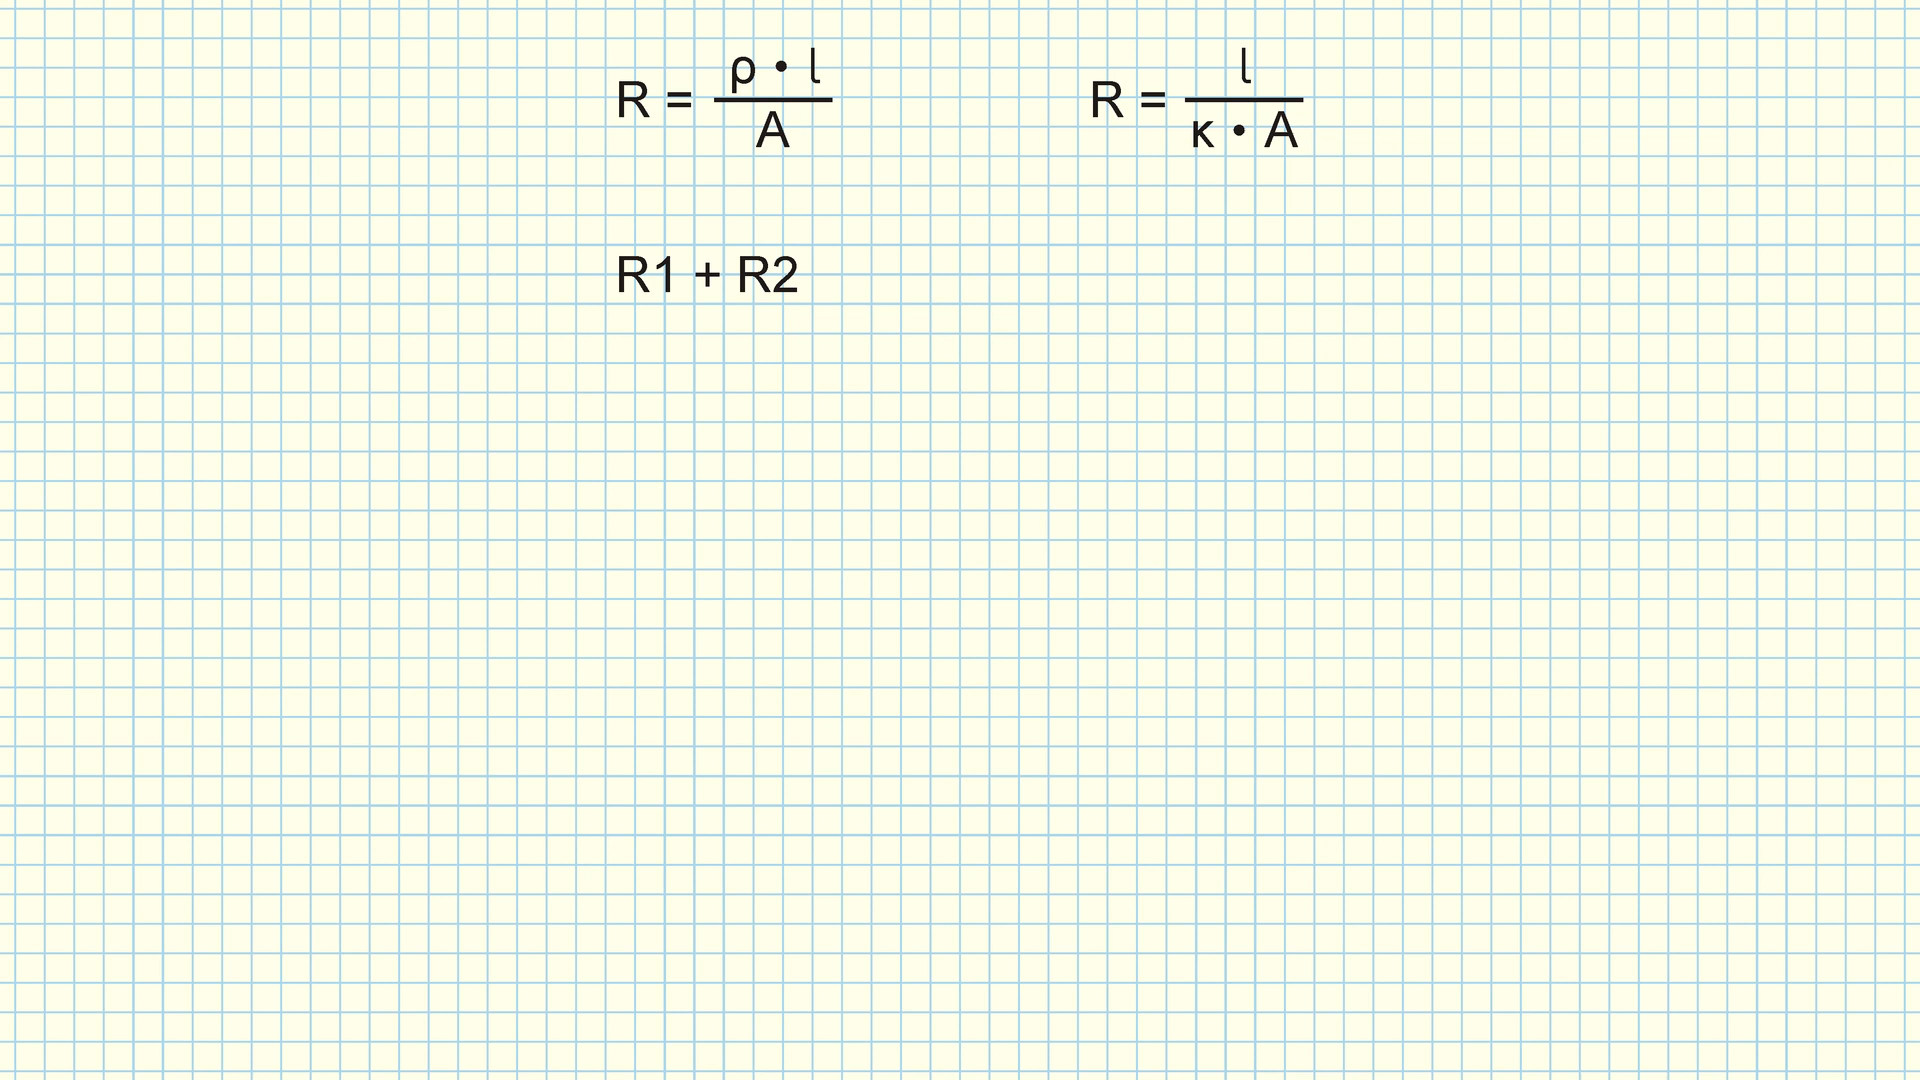 R = ρ • l / A
R = l / κ • A
R1 + R2